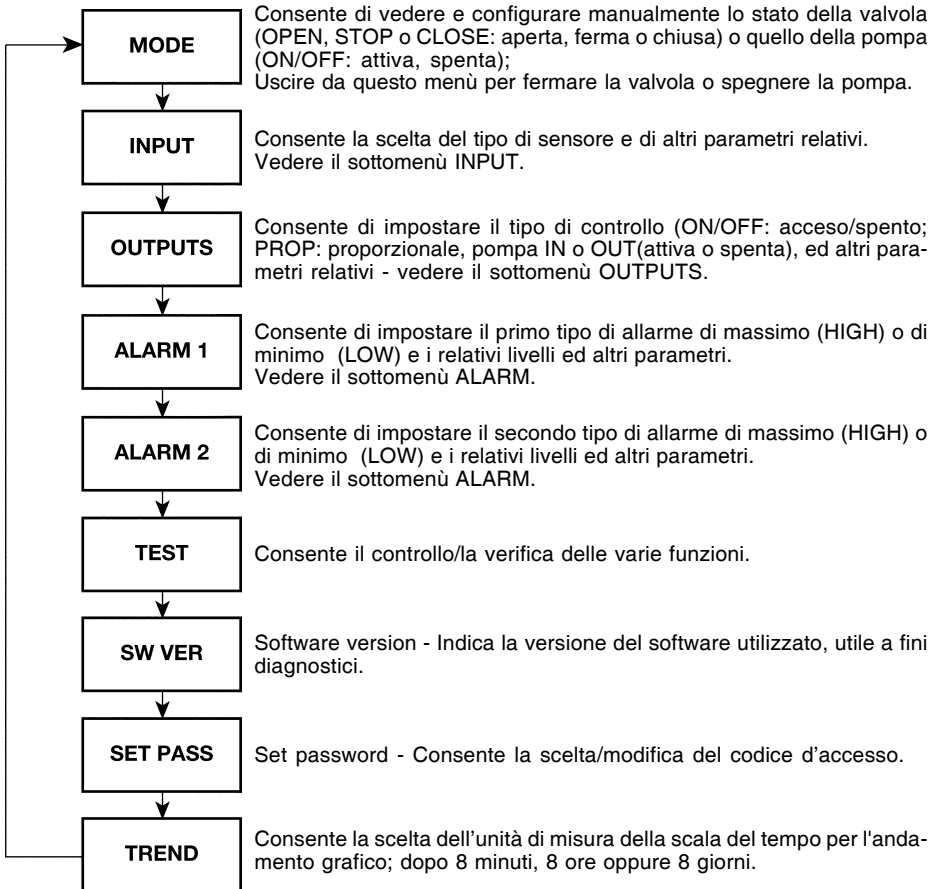 MODE
Consente di vedere e configurare manualmente lo stato della valvola
(OPEN, STOP o CLOSE: aperta, ferma o chiusa) o quello della pompa
(ON/OFF: attiva, spenta);
Uscire da questo menù per fermare la valvola o spegnere la pompa.
INPUT
Consente la scelta del tipo di sensore e di altri parametri relativi.
Vedere il sottomenù INPUT.
OUTPUTS
Consente di impostare il tipo di controllo (ON/OFF: acceso/spento;
PROP: proporzionale, pompa IN o OUT(attiva o spenta), ed altri para-
metri relativi - vedere il sottomenù OUTPUTS.
ALARM 1
Consente di impostare il primo tipo di allarme di massimo (HIGH) o di
minimo (LOW) e i relativi livelli ed altri parametri.
Vedere il sottomenù ALARM.
ALARM 2
Consente di impostare il secondo tipo di allarme di massimo (HIGH) o
di minimo (LOW) e i relativi livelli ed altri parametri.
Vedere il sottomenù ALARM.
TEST
Consente il controllo/la verifica delle varie funzioni.
SW VER
Software version - Indica la versione del software utilizzato, utile a fini
diagnostici.
SET PASS
Set password - Consente la scelta/modifica del codice d'accesso.
TREND
Consente la scelta dell'unità di misura della scala del tempo per l'anda-
mento grafico; dopo 8 minuti, 8 ore oppure 8 giorni.